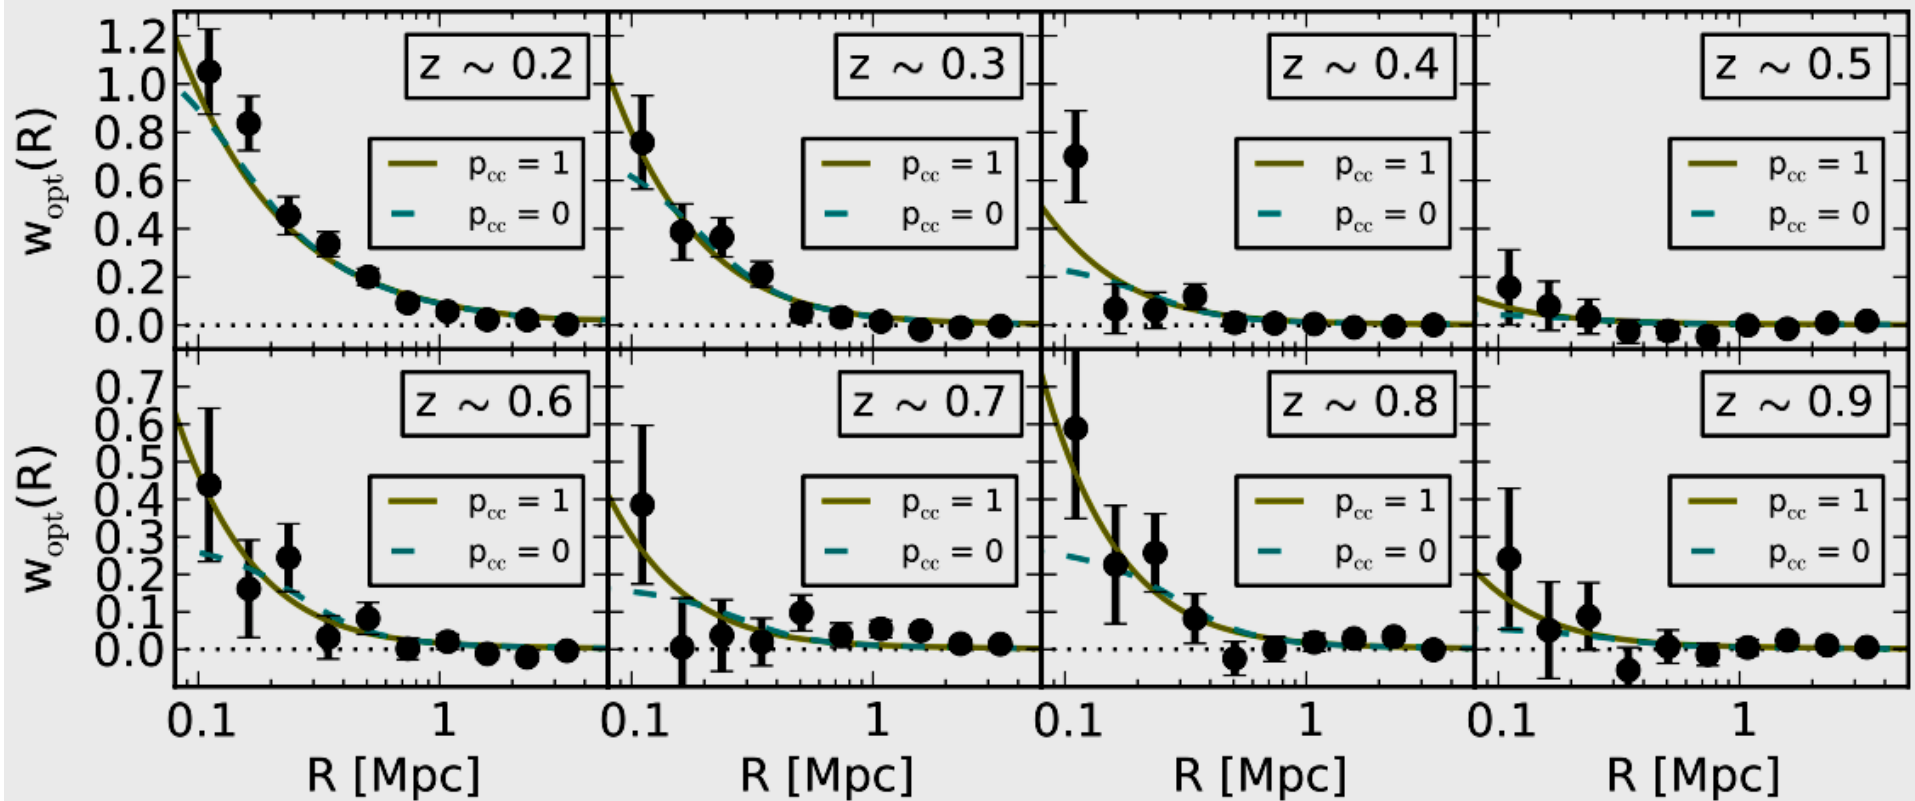 1.2
1.0
0.8
0.6
0.4
0.2
0.0
w_opt(R)
z ~ 0.2
p_cc = 1
p_cc = 0
z ~ 0.3
p_cc = 1
p_cc = 0
z ~ 0.4
p_cc = 1
p_cc = 0
z ~ 0.5
p_cc = 1
p_cc = 0
0.7
0.6
0.5
0.4
0.3
0.2
0.1
0.0
w_opt(R)
z ~ 0.6
p_cc = 1
p_cc = 0
z ~ 0.7
p_cc = 1
p_cc = 0
z ~ 0.8
p_cc = 1
p_cc = 0
z ~ 0.9
p_cc = 1
p_cc = 0
0.1 1 0.1 1 0.1 1 0.1 1
R [Mpc] R [Mpc] R [Mpc] R [Mpc]